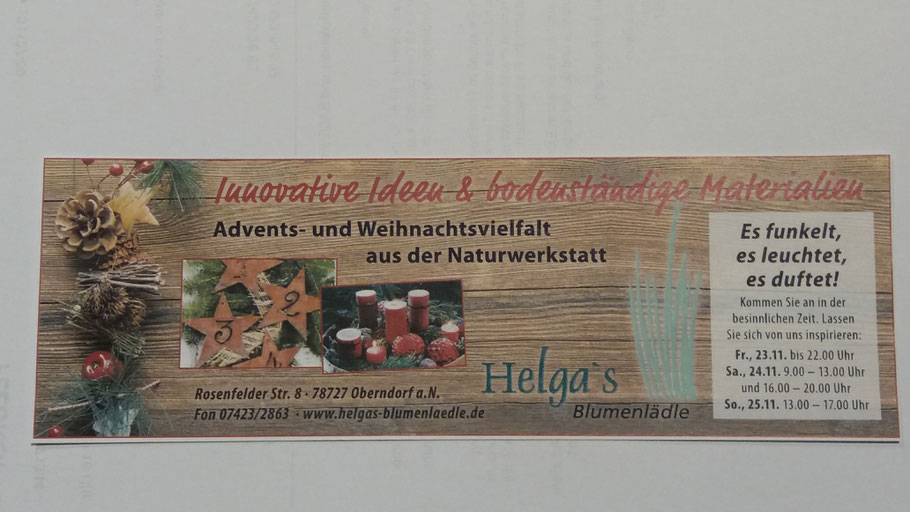 Innovative Ideen & bodenständige Materialien
Advents- und Weihnachtsvielfalt
aus der Naturwerkstatt
1
2
3
4
Rosenfelder Str. 8 · 78727 Oberndorf a.N.
Fon 07423/2863 · www.helgas-blumenlaedle.de
Helga`s
Blumenlädle
Es funkelt,
es leuchtet,
es duftet!
Kommen Sie an in der
besinnlichen Zeit. Lassen
Sie sich von uns inspirieren:
Fr., 23.11. bis 22.00 Uhr
Sa., 24.11. 9.00 – 13.00 Uhr
und 16.00 – 20.00 Uhr
So., 25.11. 13.00 – 17.00 Uhr